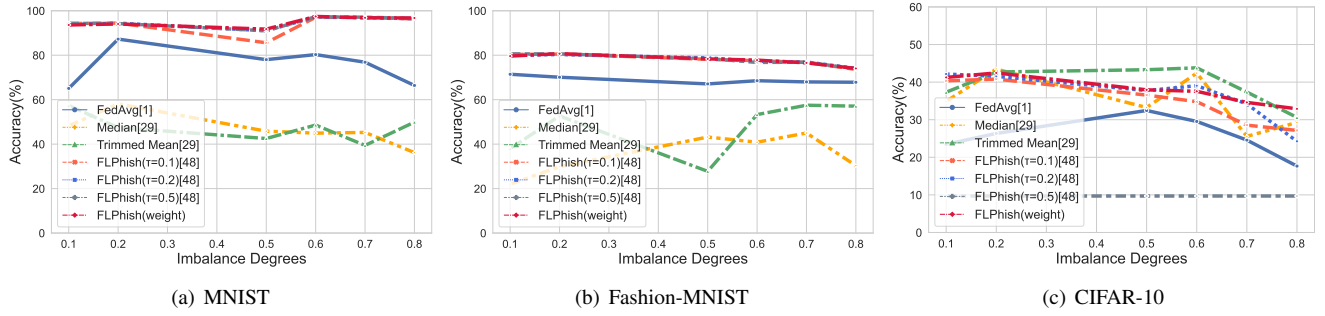 100
80
60
40
20
0
Accuracy(%)
FedAvg[1]
Median[29]
Trimmed Mean[29]
FLPhish(τ=0.1)[48]
FLPhish(τ=0.2)[48]
FLPhish(τ=0.5)[48]
FLPhish(weight)
0.1 0.2 0.3 0.4 0.5 0.6 0.7 0.8
Imbalance Degrees
(a) MNIST
100
80
60
40
20
0
Accuracy(%)
FedAvg[1]
Median[29]
Trimmed Mean[29]
FLPhish(τ=0.1)[48]
FLPhish(τ=0.2)[48]
FLPhish(τ=0.5)[48]
FLPhish(weight)
0.1 0.2 0.3 0.4 0.5 0.6 0.7 0.8
Imbalance Degrees
(b) Fashion-MNIST
60
50
40
30
20
10
0
Accuracy(%)
FedAvg[1]
Median[29]
Trimmed Mean[29]
FLPhish(τ=0.1)[48]
FLPhish(τ=0.2)[48]
FLPhish(τ=0.5)[48]
FLPhish(weight)
0.1 0.2 0.3 0.4 0.5 0.6 0.7 0.8
Imbalance Degrees
(c) CIFAR-10